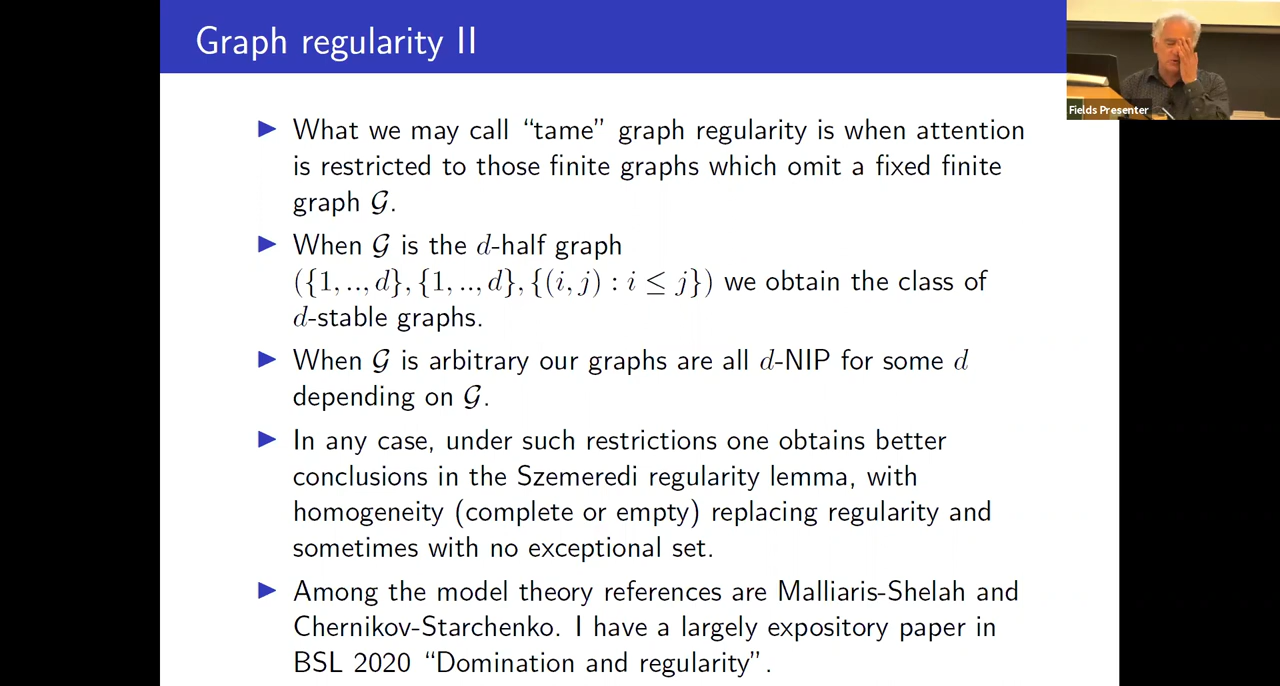 Graph regularity II
Fields Presenter
▶ What we may call “tame” graph regularity is when attention
is restricted to those finite graphs which omit a fixed finite
graph 𝒢.
▶ When 𝒢 is the d-half graph
({1, .., d}, {1, .., d}, {(i, j) : i ≤ j}) we obtain the class of
d-stable graphs.
▶ When 𝒢 is arbitrary our graphs are all d-NIP for some d
depending on 𝒢.
▶ In any case, under such restrictions one obtains better
conclusions in the Szemeredi regularity lemma, with
homogeneity (complete or empty) replacing regularity and
sometimes with no exceptional set.
▶ Among the model theory references are Malliaris-Shelah and
Chernikov-Starchenko. I have a largely expository paper in
BSL 2020 “Domination and regularity”.